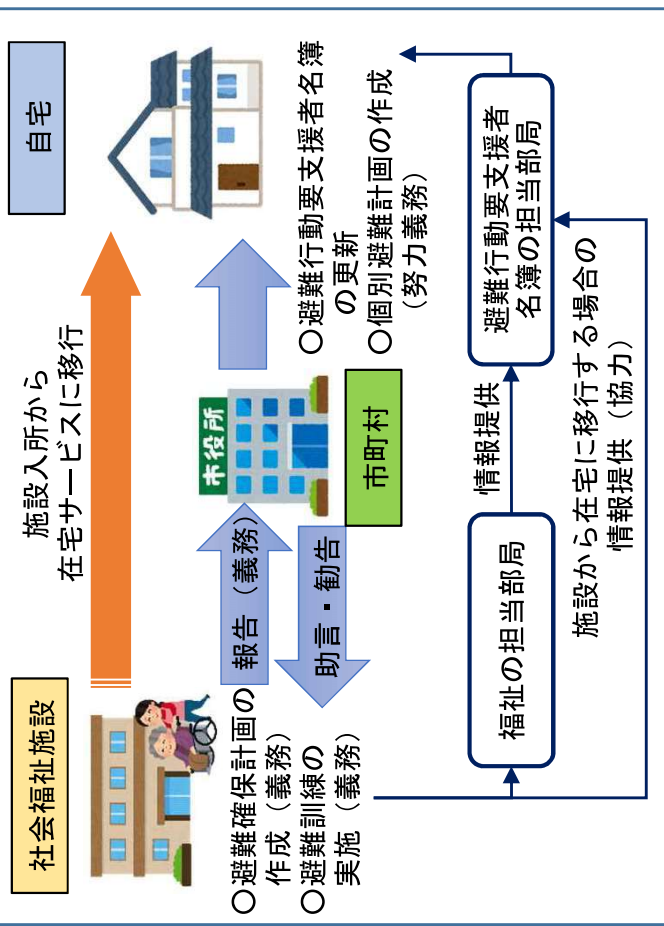 社会福祉施設
自宅
施設入所から
在宅サービスに移行
市役所
報告（義務）
助言・勧告
市町村
○避難確保計画の
作成（義務）
○避難訓練の
実施（義務）
○避難行動要支援者名簿
の更新
○個別避難計画の作成
（努力義務）
福祉の担当部局
情報提供
避難行動要支援者
名簿の担当部局
施設から在宅に移行する場合の
情報提供（協力）